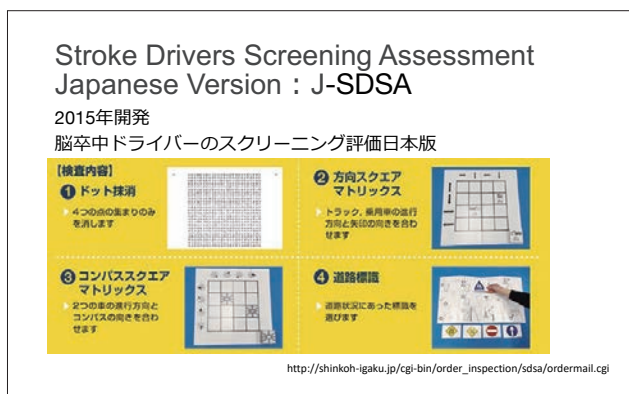 Stroke Drivers Screening Assessment
Japanese Version：J-SDSA
2015年開発
脳卒中ドライバーのスクリーニング評価日本版
【検査内容】
❶ ドット抹消
4つの点の集まりのみ
を消します
❷ 方向スクエア
マトリックス
トラック、乗用車の進行
方向と矢印の向きを合わ
せます
❸ コンパススクエア
マトリックス
2つの車の進行方向と
コンパスの向きを合わ
せます
❹ 道路標識
道路状況にあった標識を
選びます
http://shinkoh-igaku.jp/cgi-bin/order_inspection/sdsa/ordermail.cgi